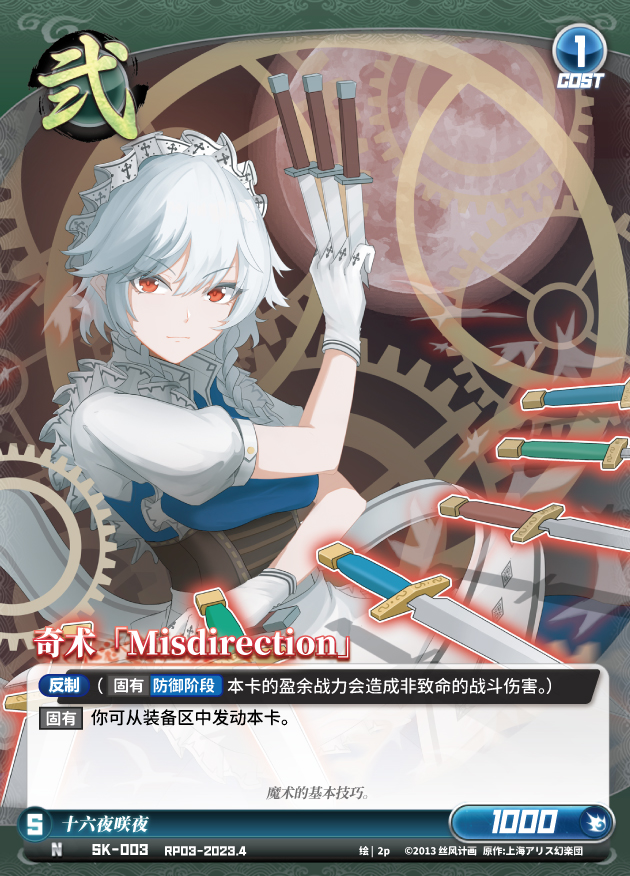 弐
1
COST
奇术「Misdirection」
反制（固有 防御阶段 本卡的盈余战力会造成非致命的战斗伤害。）
固有 你可从装备区中发动本卡。
魔术的基本技巧。
S 十六夜咲夜 1000
N SK-003 RP03-2023.4 绘| 2p ©2013 丝风计画 原作:上海アリス幻楽団